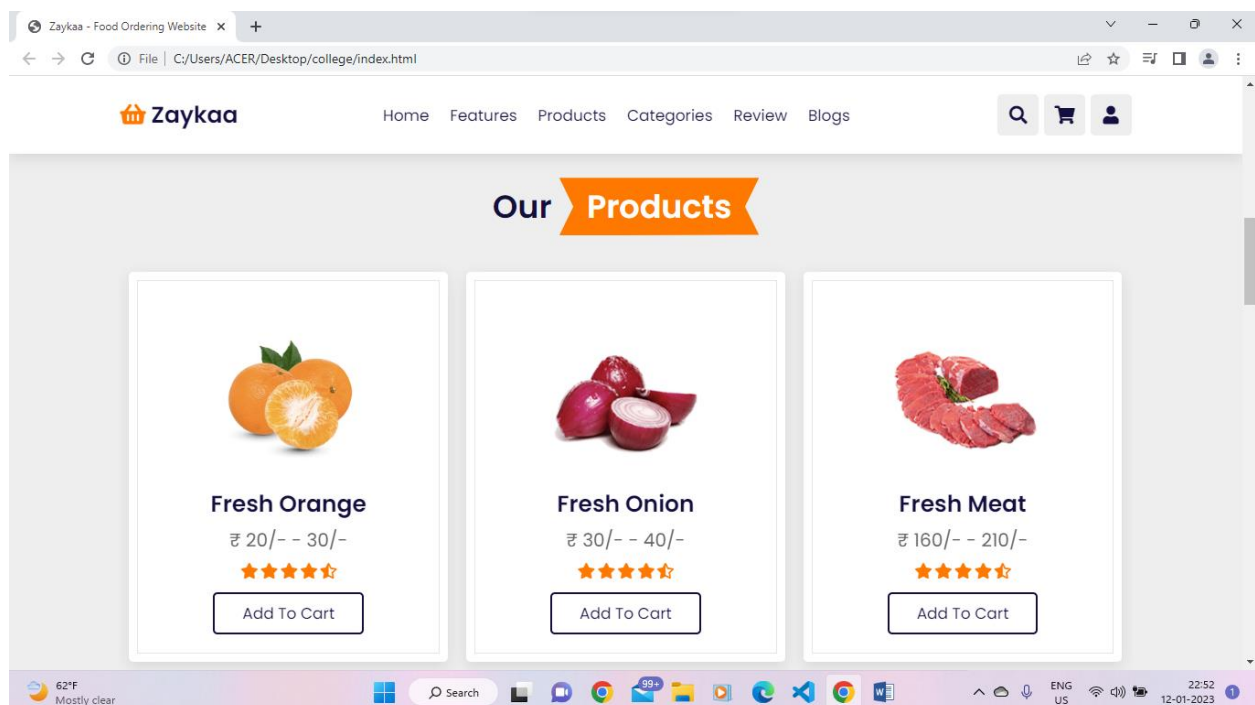 Zaykaa - Food Ordering Website
File | C:/Users/ACER/Desktop/college/index.html
Zaykaa Home Features Products Categories Review Blogs
Our Products
Fresh Orange Fresh Onion Fresh Meat
₹ 20/- - 30/- ₹ 30/- - 40/- ₹ 160/- - 210/-
Add To Cart Add To Cart Add To Cart
62°F
Mostly clear
Search
99+
ENG
US
22:52
12-01-2023
1